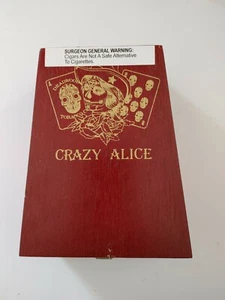 SURGEON GENERAL WARNING:
Cigars Are Not A Safe Alternative
To Cigarettes.
CRAZY ALICE